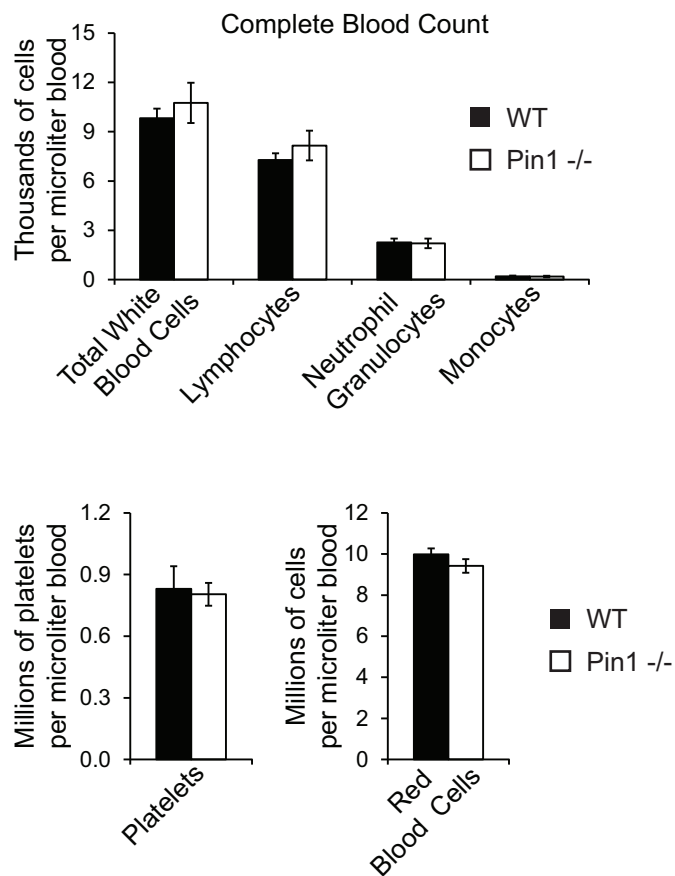 Complete Blood Count
Thousands of cells
per microliter blood
15
12
9
6
3
0
WT
Pin1 -/-
Total White
Blood Cells
Lymphocytes
Neutrophil
Granulocytes
Monocytes
Millions of platelets
per microliter blood
1.2
0.9
0.6
0.3
0.0
Platelets
Millions of cells
per microliter blood
12
10
8
6
4
2
0
Red
Blood Cells
WT
Pin1 -/-